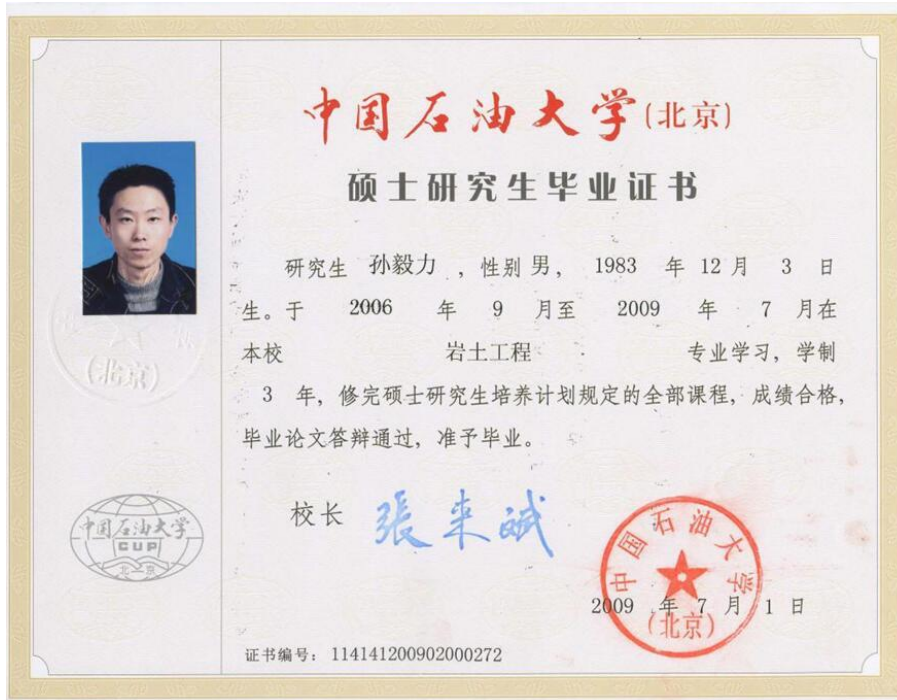 中国石油大学(北京)
硕士研究生毕业证书
研究生 孙毅力 ，性别 男， 1983 年 12 月 3 日
生。于 2006 年 9 月至 2009 年 7 月在
本校 岩土工程 专业学习，学制
3 年，修完硕士研究生培养计划规定的全部课程，成绩合格，
毕业论文答辩通过，准予毕业。
校长 張来斌
中国石油大学
(北京)
2009 年 7 月 1 日
证书编号：114141200902000272
(北京)
中国石油大学
CUP
北京